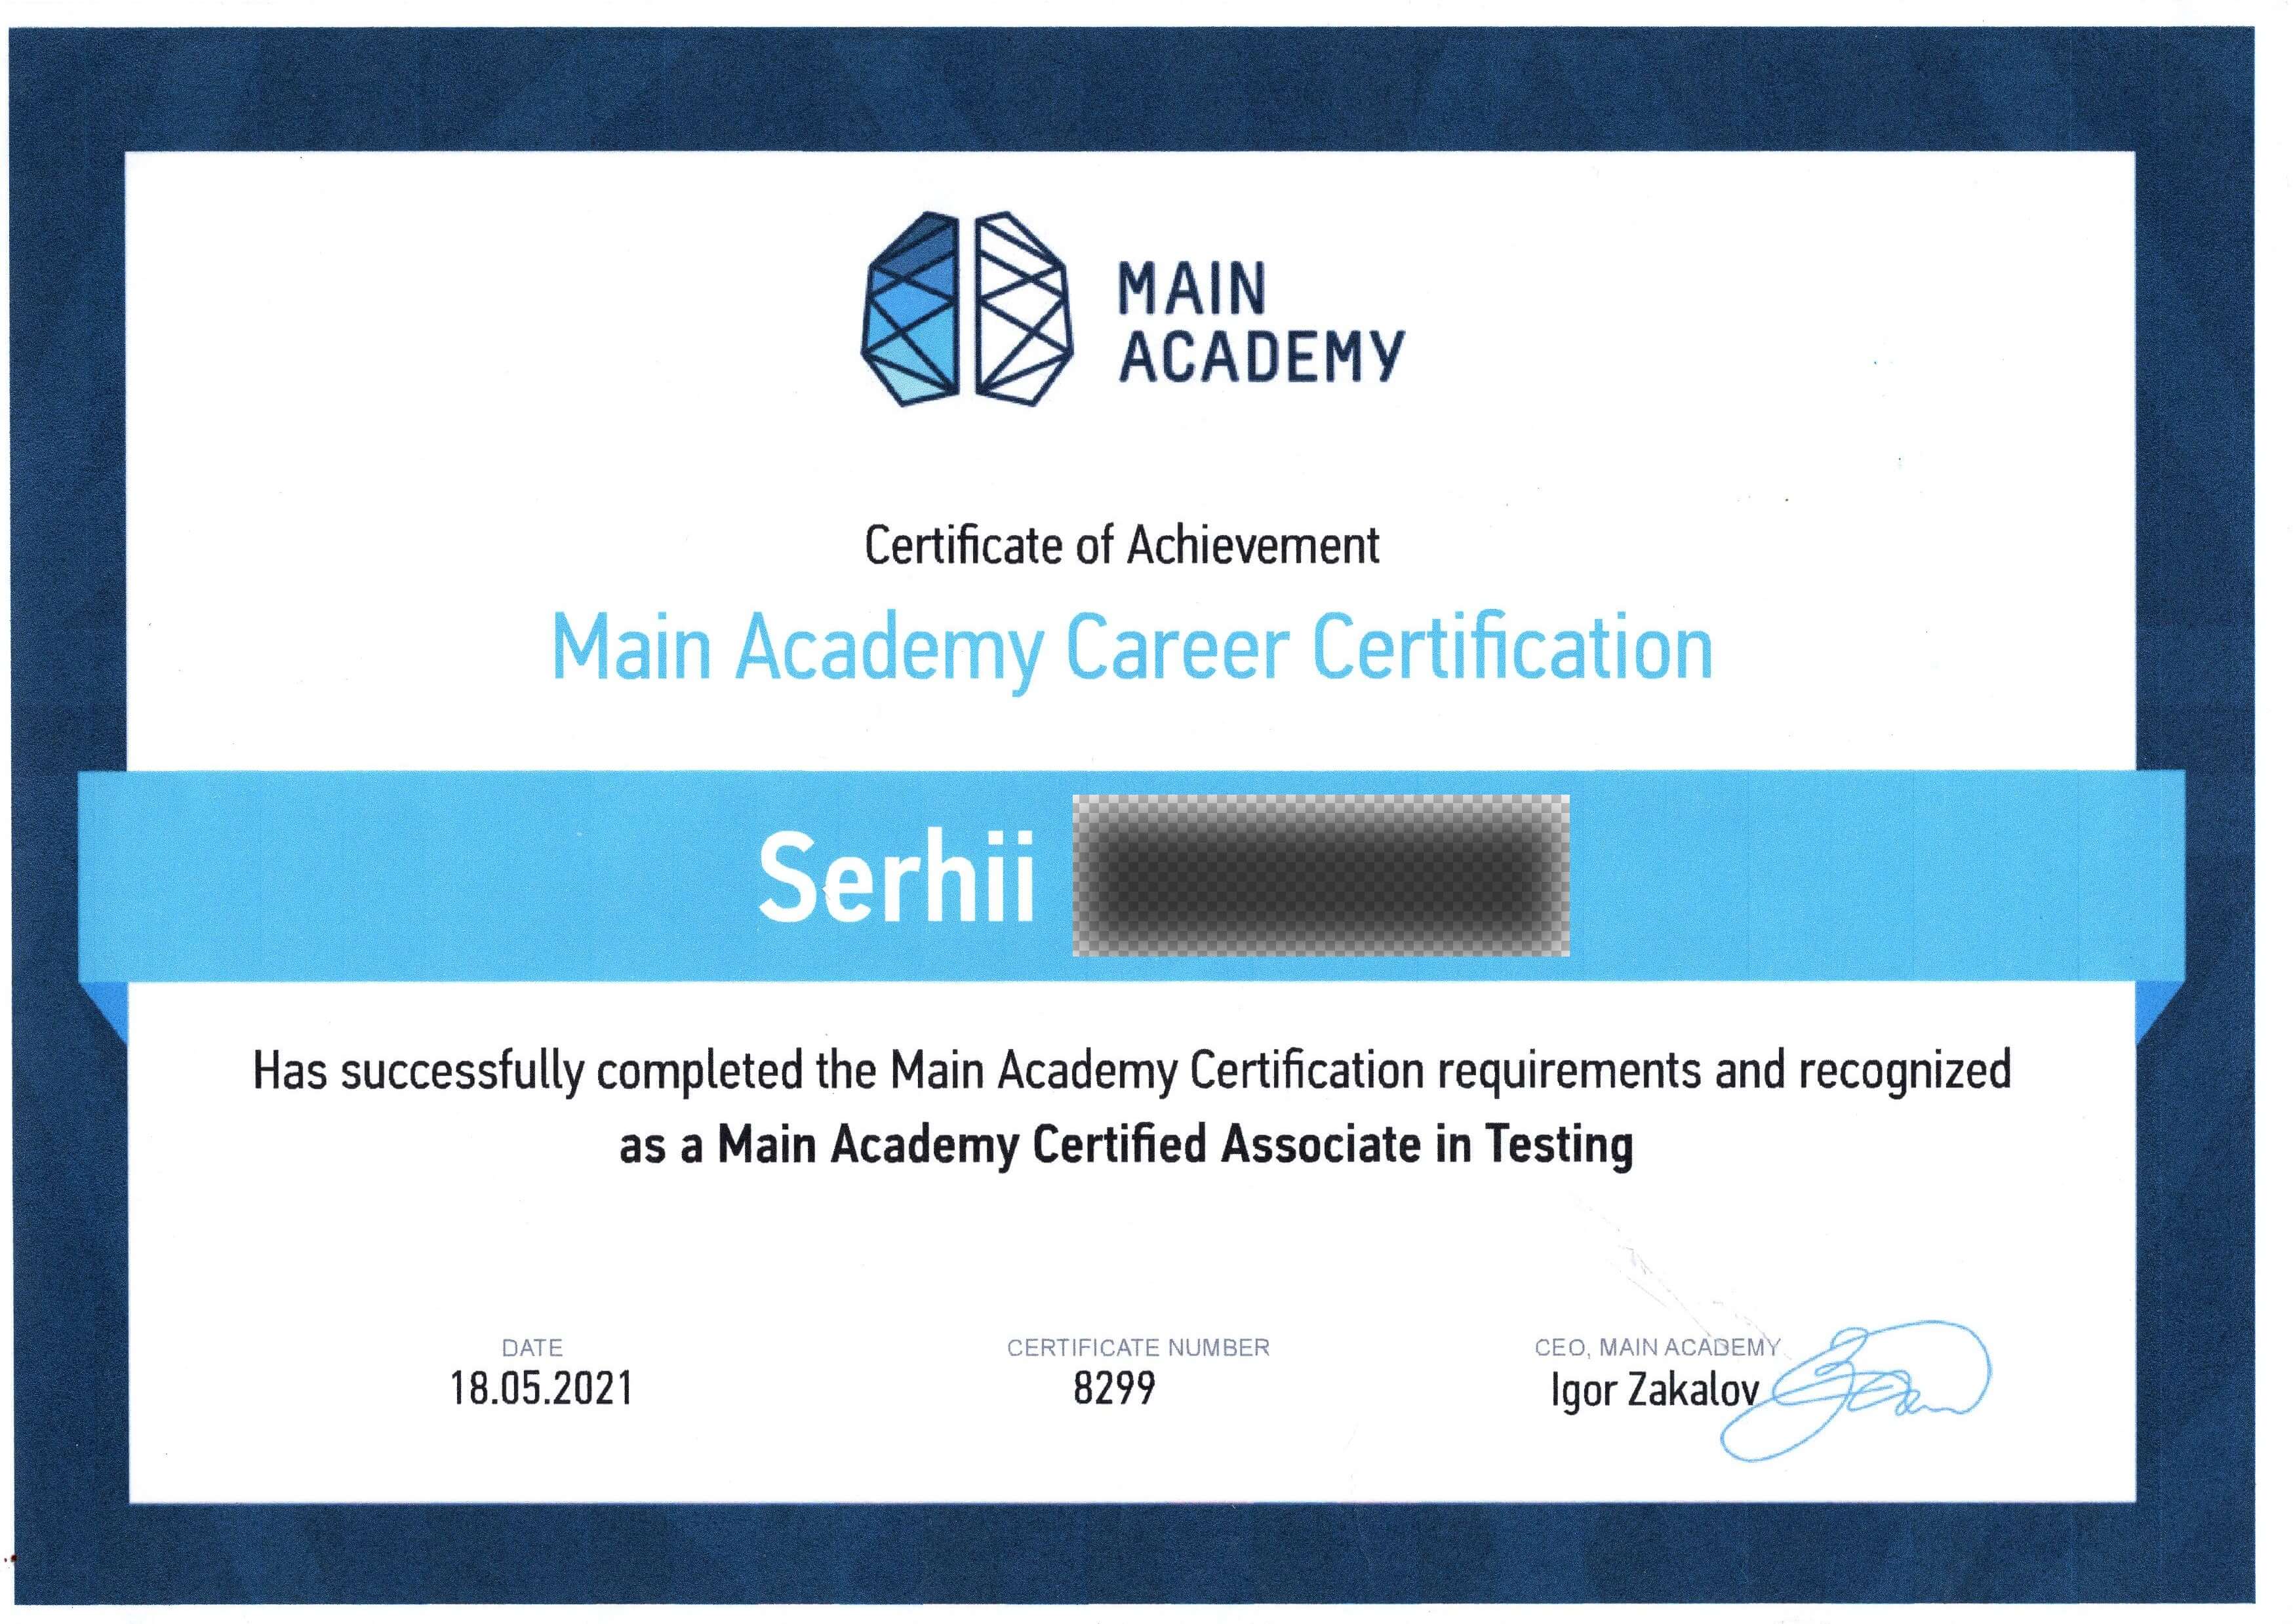 MAIN
ACADEMY
Certificate of Achievement
Main Academy Career Certification
Serhii
Has successfully completed the Main Academy Certification requirements and recognized
as a Main Academy Certified Associate in Testing
DATE
18.05.2021
CERTIFICATE NUMBER
8299
CEO, MAIN ACADEMY
Igor Zakalov